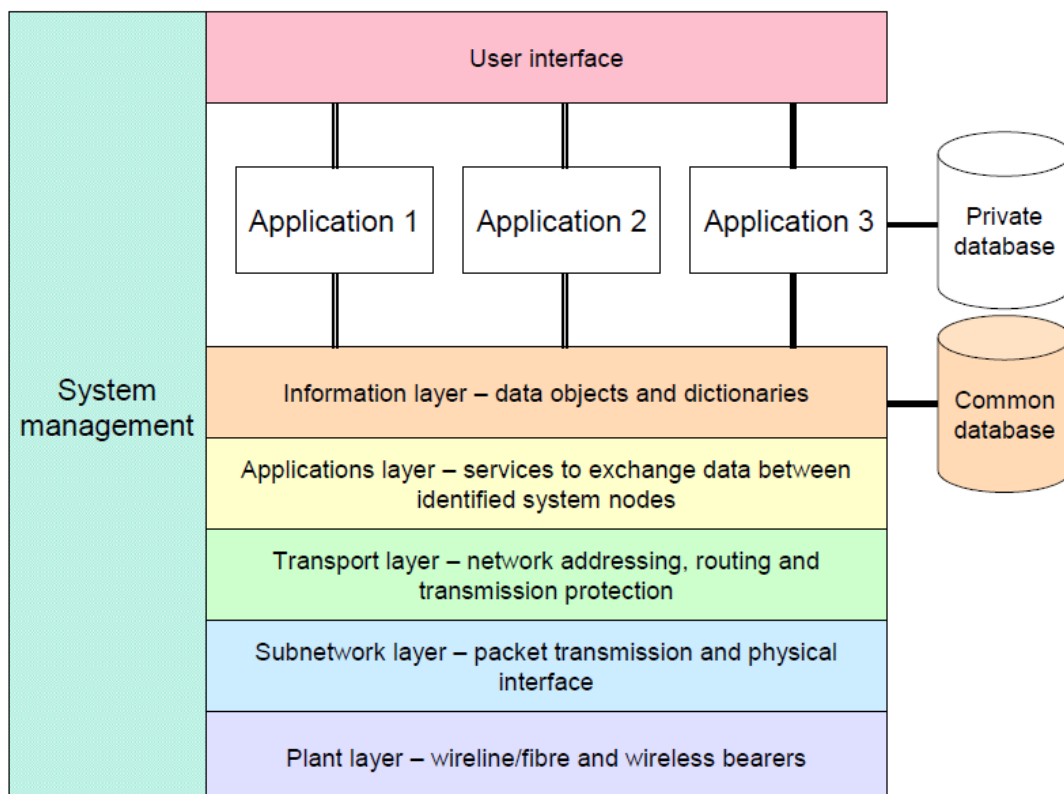 User interface
Application 1
Application 2
Application 3
Private
database
System
management
Information layer – data objects and dictionaries
Common
database
Applications layer – services to exchange data between
identified system nodes
Transport layer – network addressing, routing and
transmission protection
Subnetwork layer – packet transmission and physical
interface
Plant layer – wireline/fibre and wireless bearers